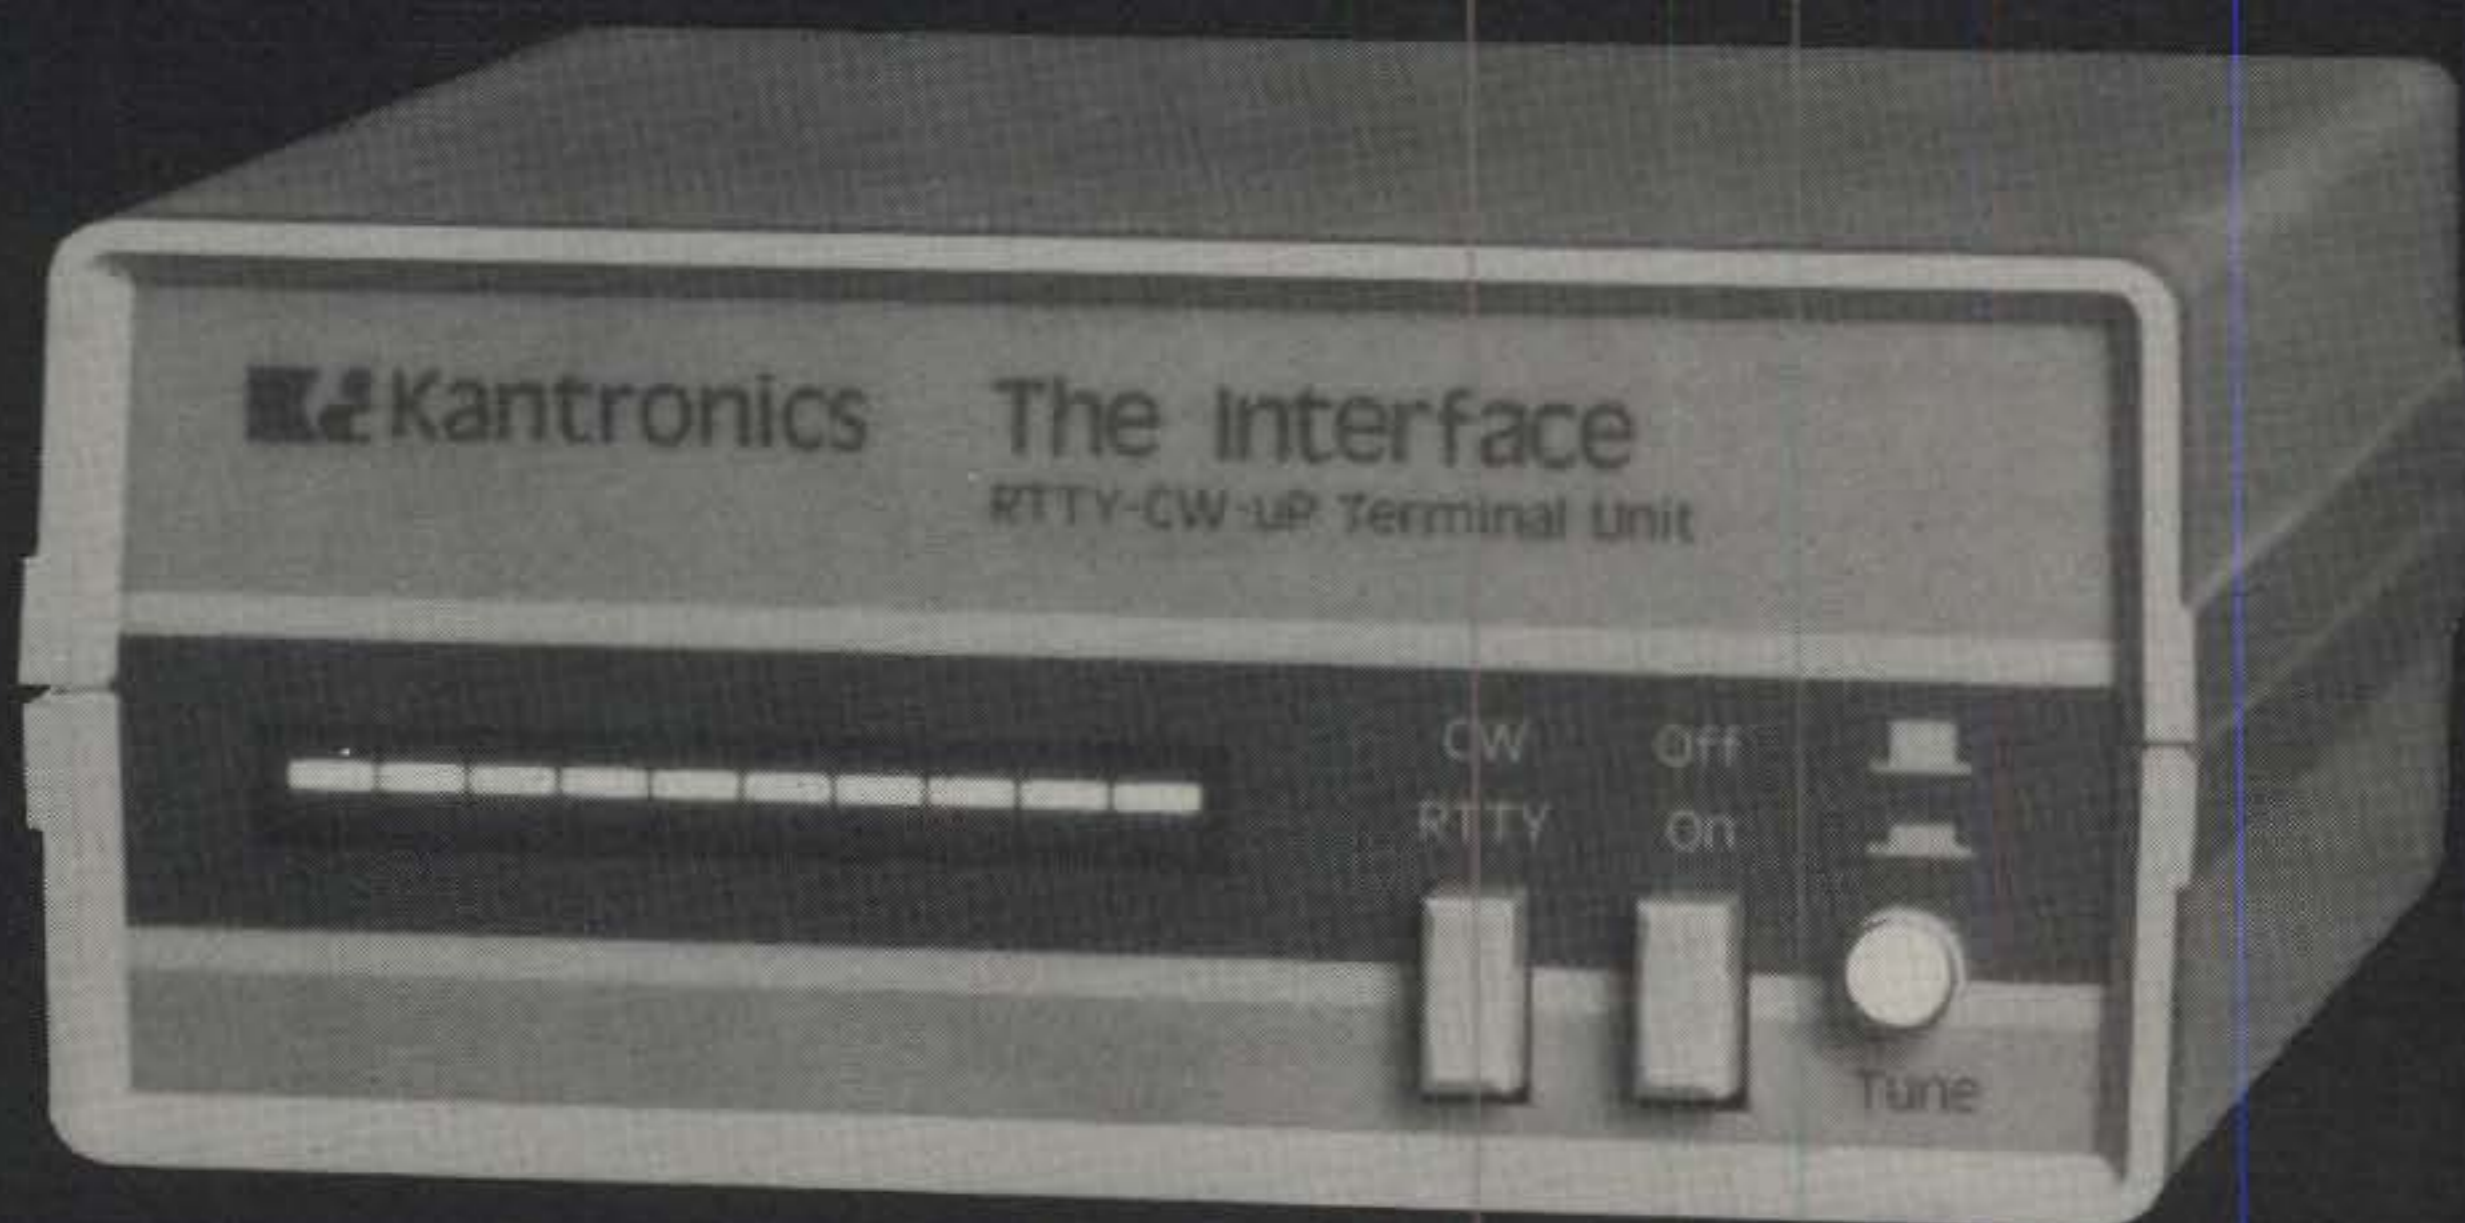 Kantronics The Interface
RTTY-CW-uP Terminal Unit
CW Off
RTTY On
Tune